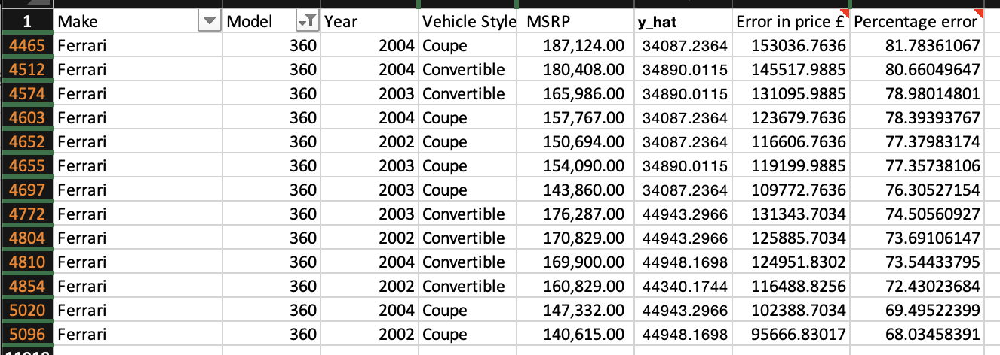 1 Make Model Year Vehicle Style MSRP y_hat Error in price £ Percentage error
4465 Ferrari 360 2004 Coupe 187,124.00 34087.2364 153036.7636 81.78361067
4512 Ferrari 360 2004 Convertible 180,408.00 34890.0115 145517.9885 80.66049647
4574 Ferrari 360 2003 Convertible 165,986.00 34890.0115 131095.9885 78.98014801
4603 Ferrari 360 2004 Coupe 157,767.00 34087.2364 123679.7636 78.39393767
4652 Ferrari 360 2002 Coupe 150,694.00 34087.2364 116606.7636 77.37983174
4655 Ferrari 360 2003 Coupe 154,090.00 34890.0115 119199.9885 77.35738106
4697 Ferrari 360 2003 Coupe 143,860.00 34087.2364 109772.7636 76.30527154
4772 Ferrari 360 2003 Convertible 176,287.00 44943.2966 131343.7034 74.50560927
4804 Ferrari 360 2002 Convertible 170,829.00 44943.2966 125885.7034 73.69106147
4810 Ferrari 360 2004 Convertible 169,900.00 44948.1698 124951.8302 73.54433795
4854 Ferrari 360 2002 Convertible 160,829.00 44340.1744 116488.8256 72.43023684
5020 Ferrari 360 2004 Coupe 147,332.00 44943.2966 102388.7034 69.49522399
5096 Ferrari 360 2002 Coupe 140,615.00 44948.1698 95666.83017 68.03458391